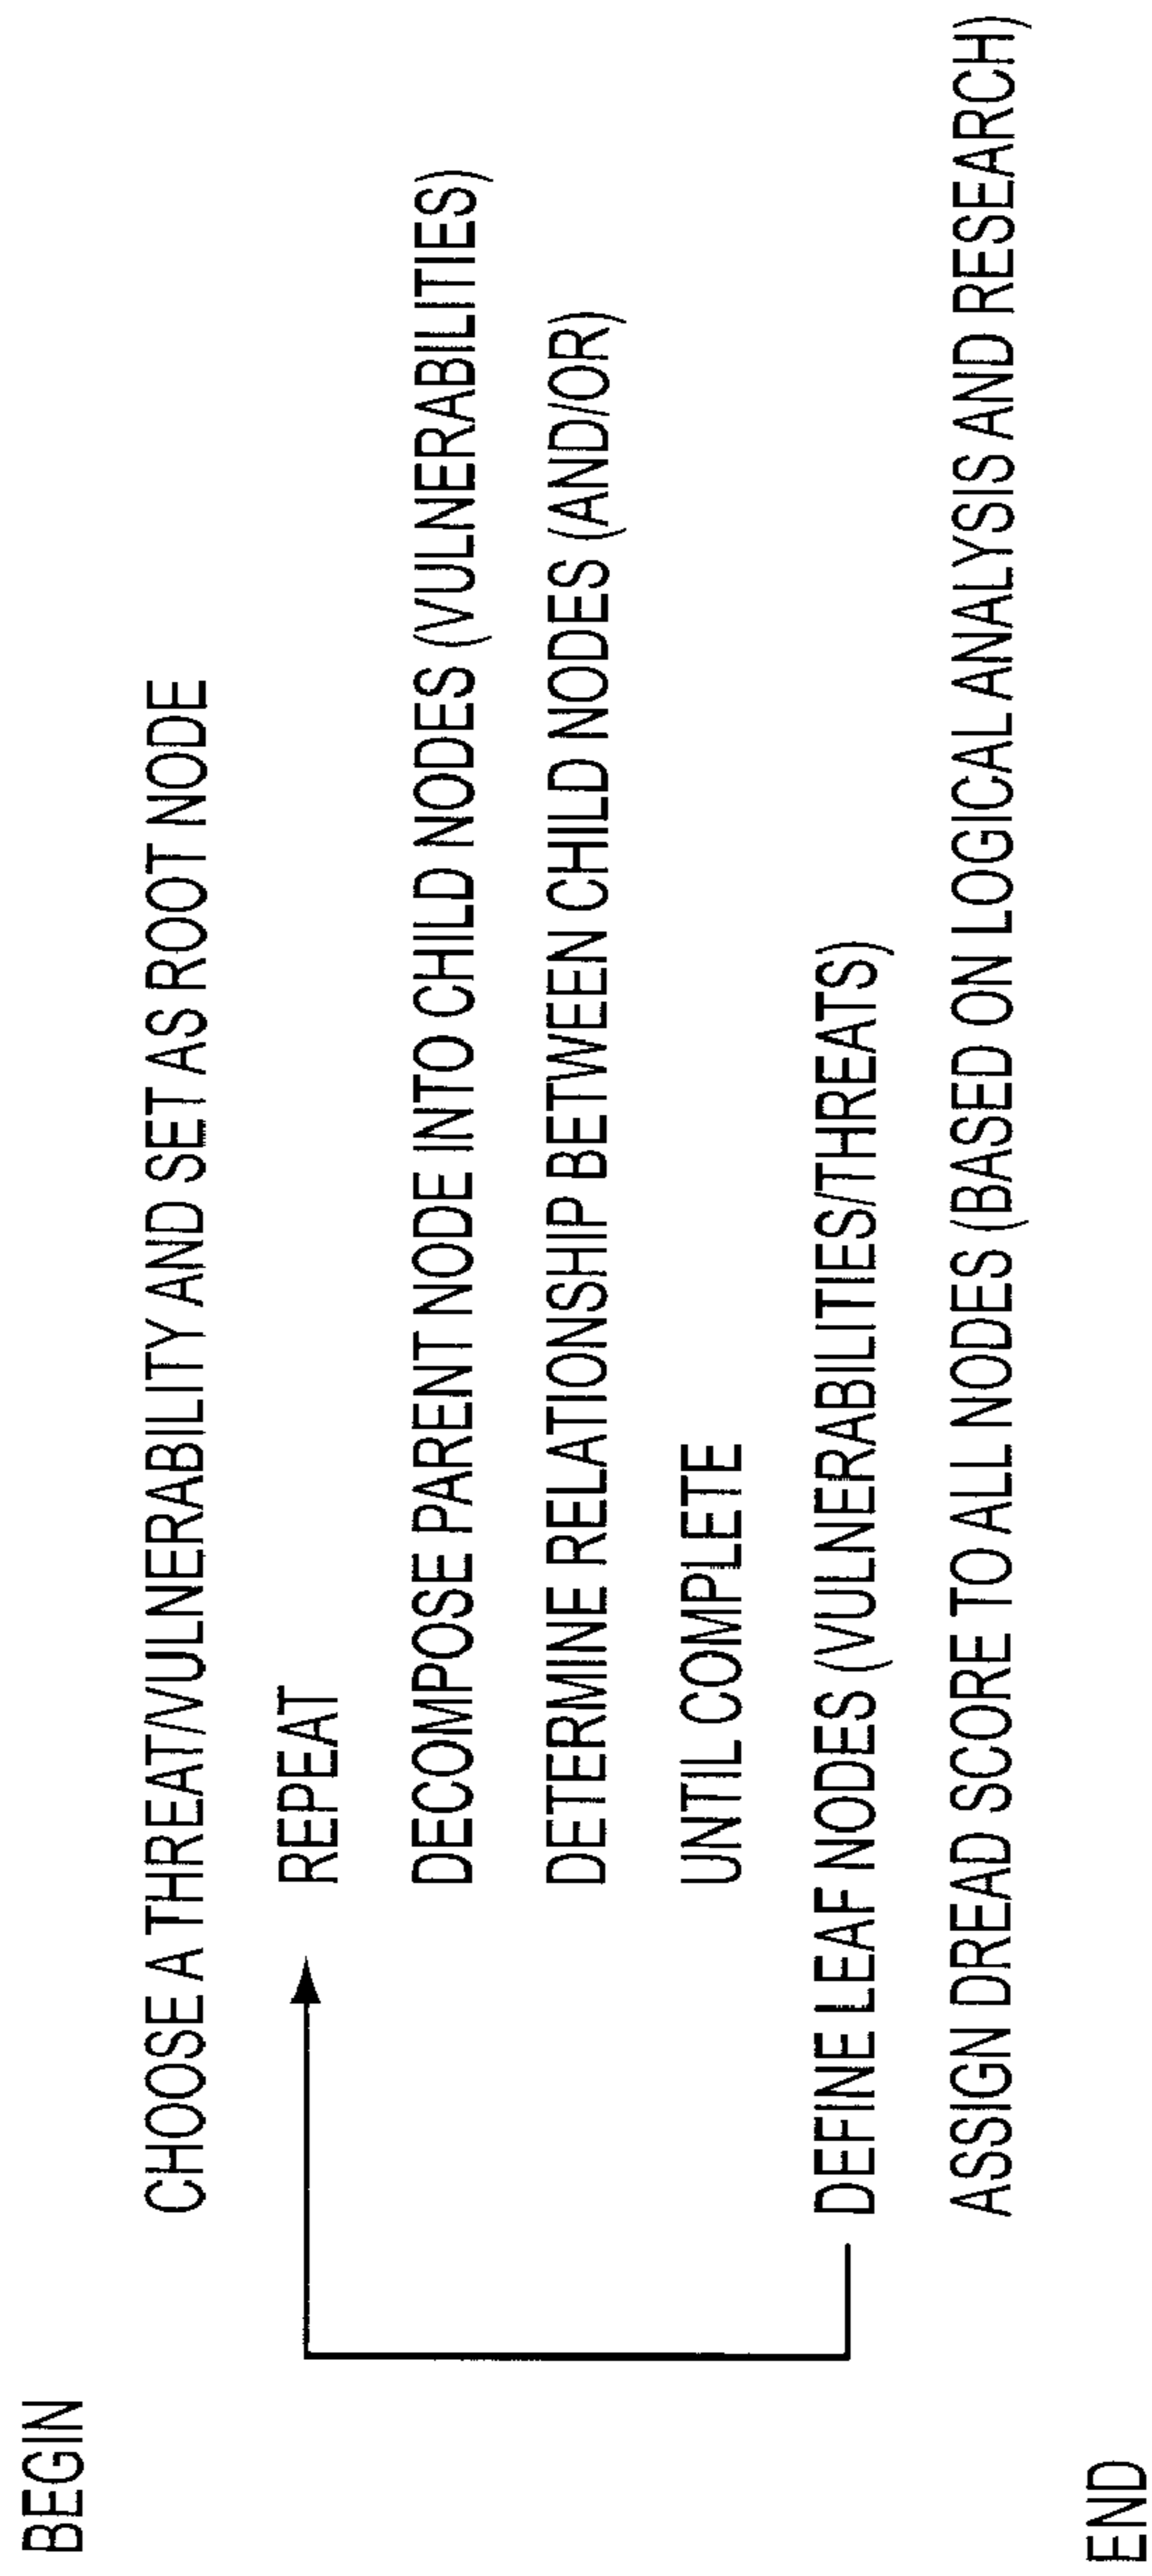 BEGIN
CHOOSE A THREAT/VULNERABILITY AND SET AS ROOT NODE
REPEAT
DECOMPOSE PARENT NODE INTO CHILD NODES (VULNERABILITIES)
DETERMINE RELATIONSHIP BETWEEN CHILD NODES (AND/OR)
UNTIL COMPLETE
DEFINE LEAF NODES (VULNERABILITIES/THREATS)
ASSIGN DREAD SCORE TO ALL NODES (BASED ON LOGICAL ANALYSIS AND RESEARCH)
END